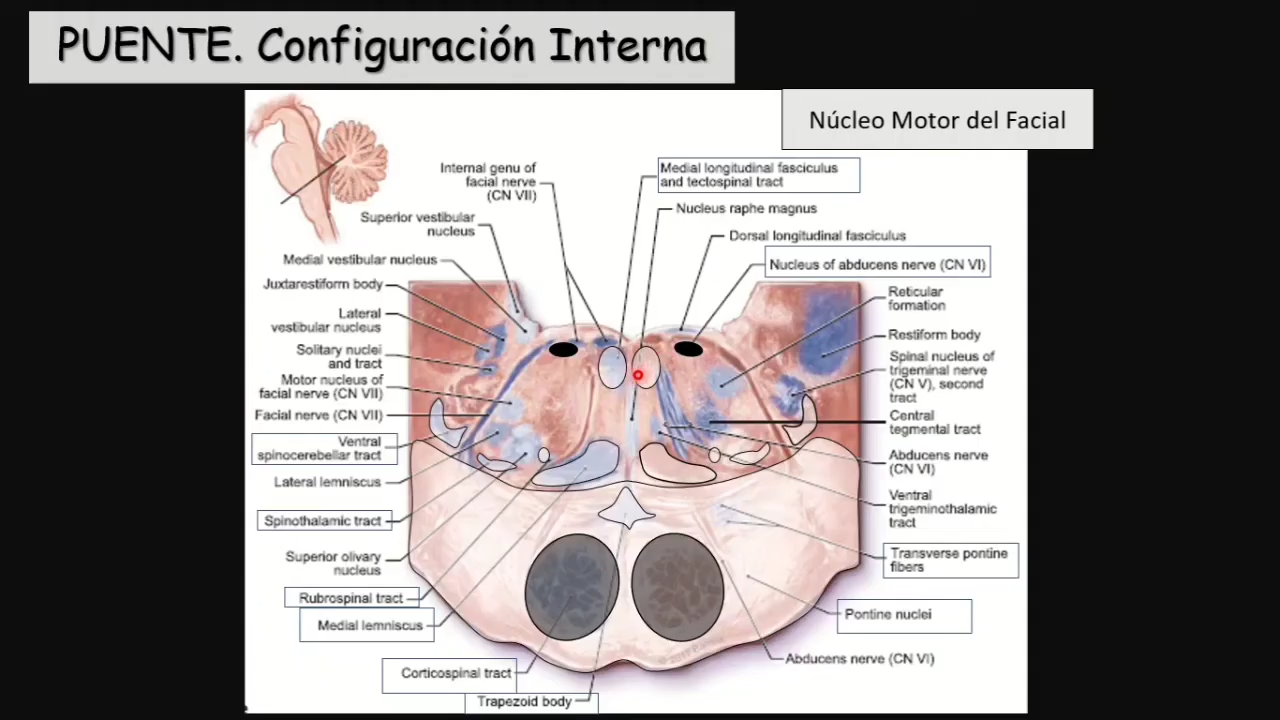 PUENTE. Configuración Interna
Núcleo Motor del Facial
Internal genu of
facial nerve
(CN VII)
Superior vestibular
nucleus
Medial vestibular nucleus
Juxtarestiform body
Lateral
vestibular nucleus
Solitary nuclei
and tract
Motor nucleus of
facial nerve (CN VII)
Facial nerve (CN VII)
Ventral
spinocerebellar tract
Lateral lemniscus
Spinothalamic tract
Superior olivary
nucleus
Rubrospinal tract
Medial lemniscus
Corticospinal tract
Trapezoid body
Medial longitudinal fasciculus
and tectospinal tract
Nucleus raphe magnus
Dorsal longitudinal fasciculus
Nucleus of abducens nerve (CN VI)
Reticular
formation
Restiform body
Spinal nucleus of
trigeminal nerve
(CN V), second
tract
Central
tegmental tract
Abducens nerve
(CN VI)
Ventral
trigeminothalamic
tract
Transverse pontine
fibers
Pontine nuclei
Abducens nerve (CN VI)